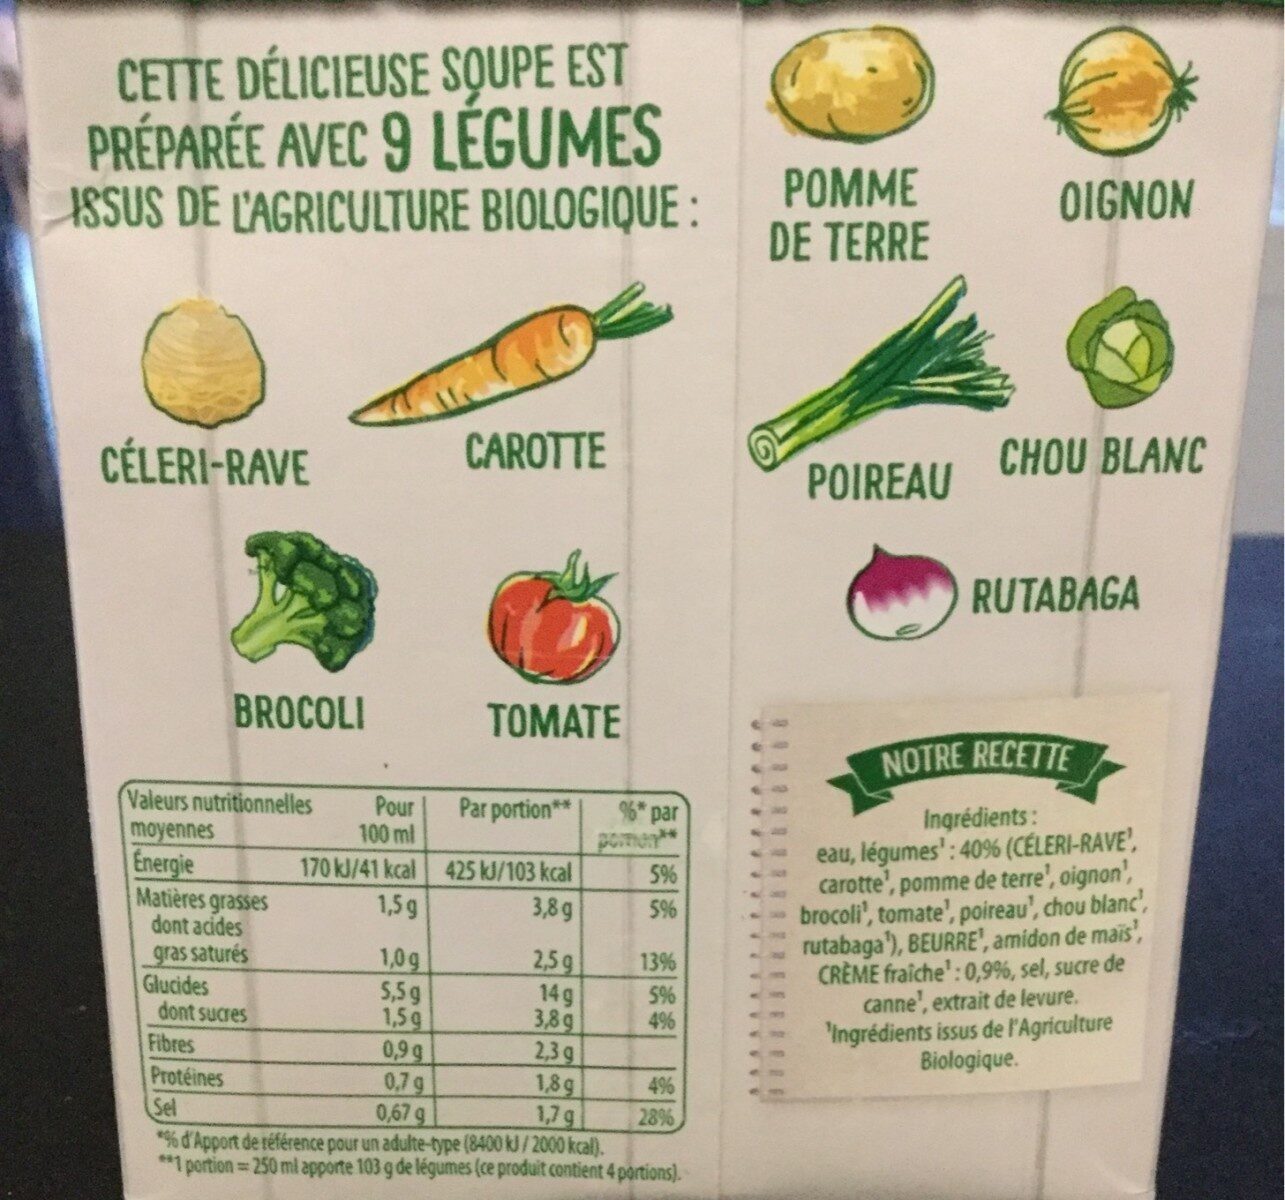 CETTE DÉLICIEUSE SOUPE EST
PRÉPARÉE AVEC 9 LÉGUMES
ISSUS DE L'AGRICULTURE BIOLOGIQUE :
CÉLERI-RAVE
CAROTTE
BROCOLI
TOMATE
POMME
DE TERRE
OIGNON
POIREAU
CHOU BLANC
RUTABAGA
Valeurs nutritionnelles moyennes Pour 100 ml Par portion** %* par portion**
Énergie 170 kJ/41 kcal 425 kJ/103 kcal 5%
Matières grasses 1,5 g 3,8 g 5%
dont acides
gras saturés 1,0 g 2,5 g 13%
Glucides 5,5 g 14 g 5%
dont sucres 1,5 g 3,8 g 4%
Fibres 0,9 g 2,3 g
Protéines 0,7 g 1,8 g 4%
Sel 0,67 g 1,7 g 28%
*% d'Apport de référence pour un adulte-type (8400 kJ / 2000 kcal).
**1 portion = 250 ml apporte 103 g de légumes (ce produit contient 4 portions).
NOTRE RECETTE
Ingrédients :
eau, légumes¹ : 40% (CÉLERI-RAVE¹,
carotte¹, pomme de terre¹, oignon¹,
brocoli¹, tomate¹, poireau¹, chou blanc¹,
rutabaga¹), BEURRE¹, amidon de maïs¹,
CRÈME fraîche¹ : 0,9%, sel, sucre de
canne¹, extrait de levure.
¹Ingrédients issus de l'Agriculture
Biologique.